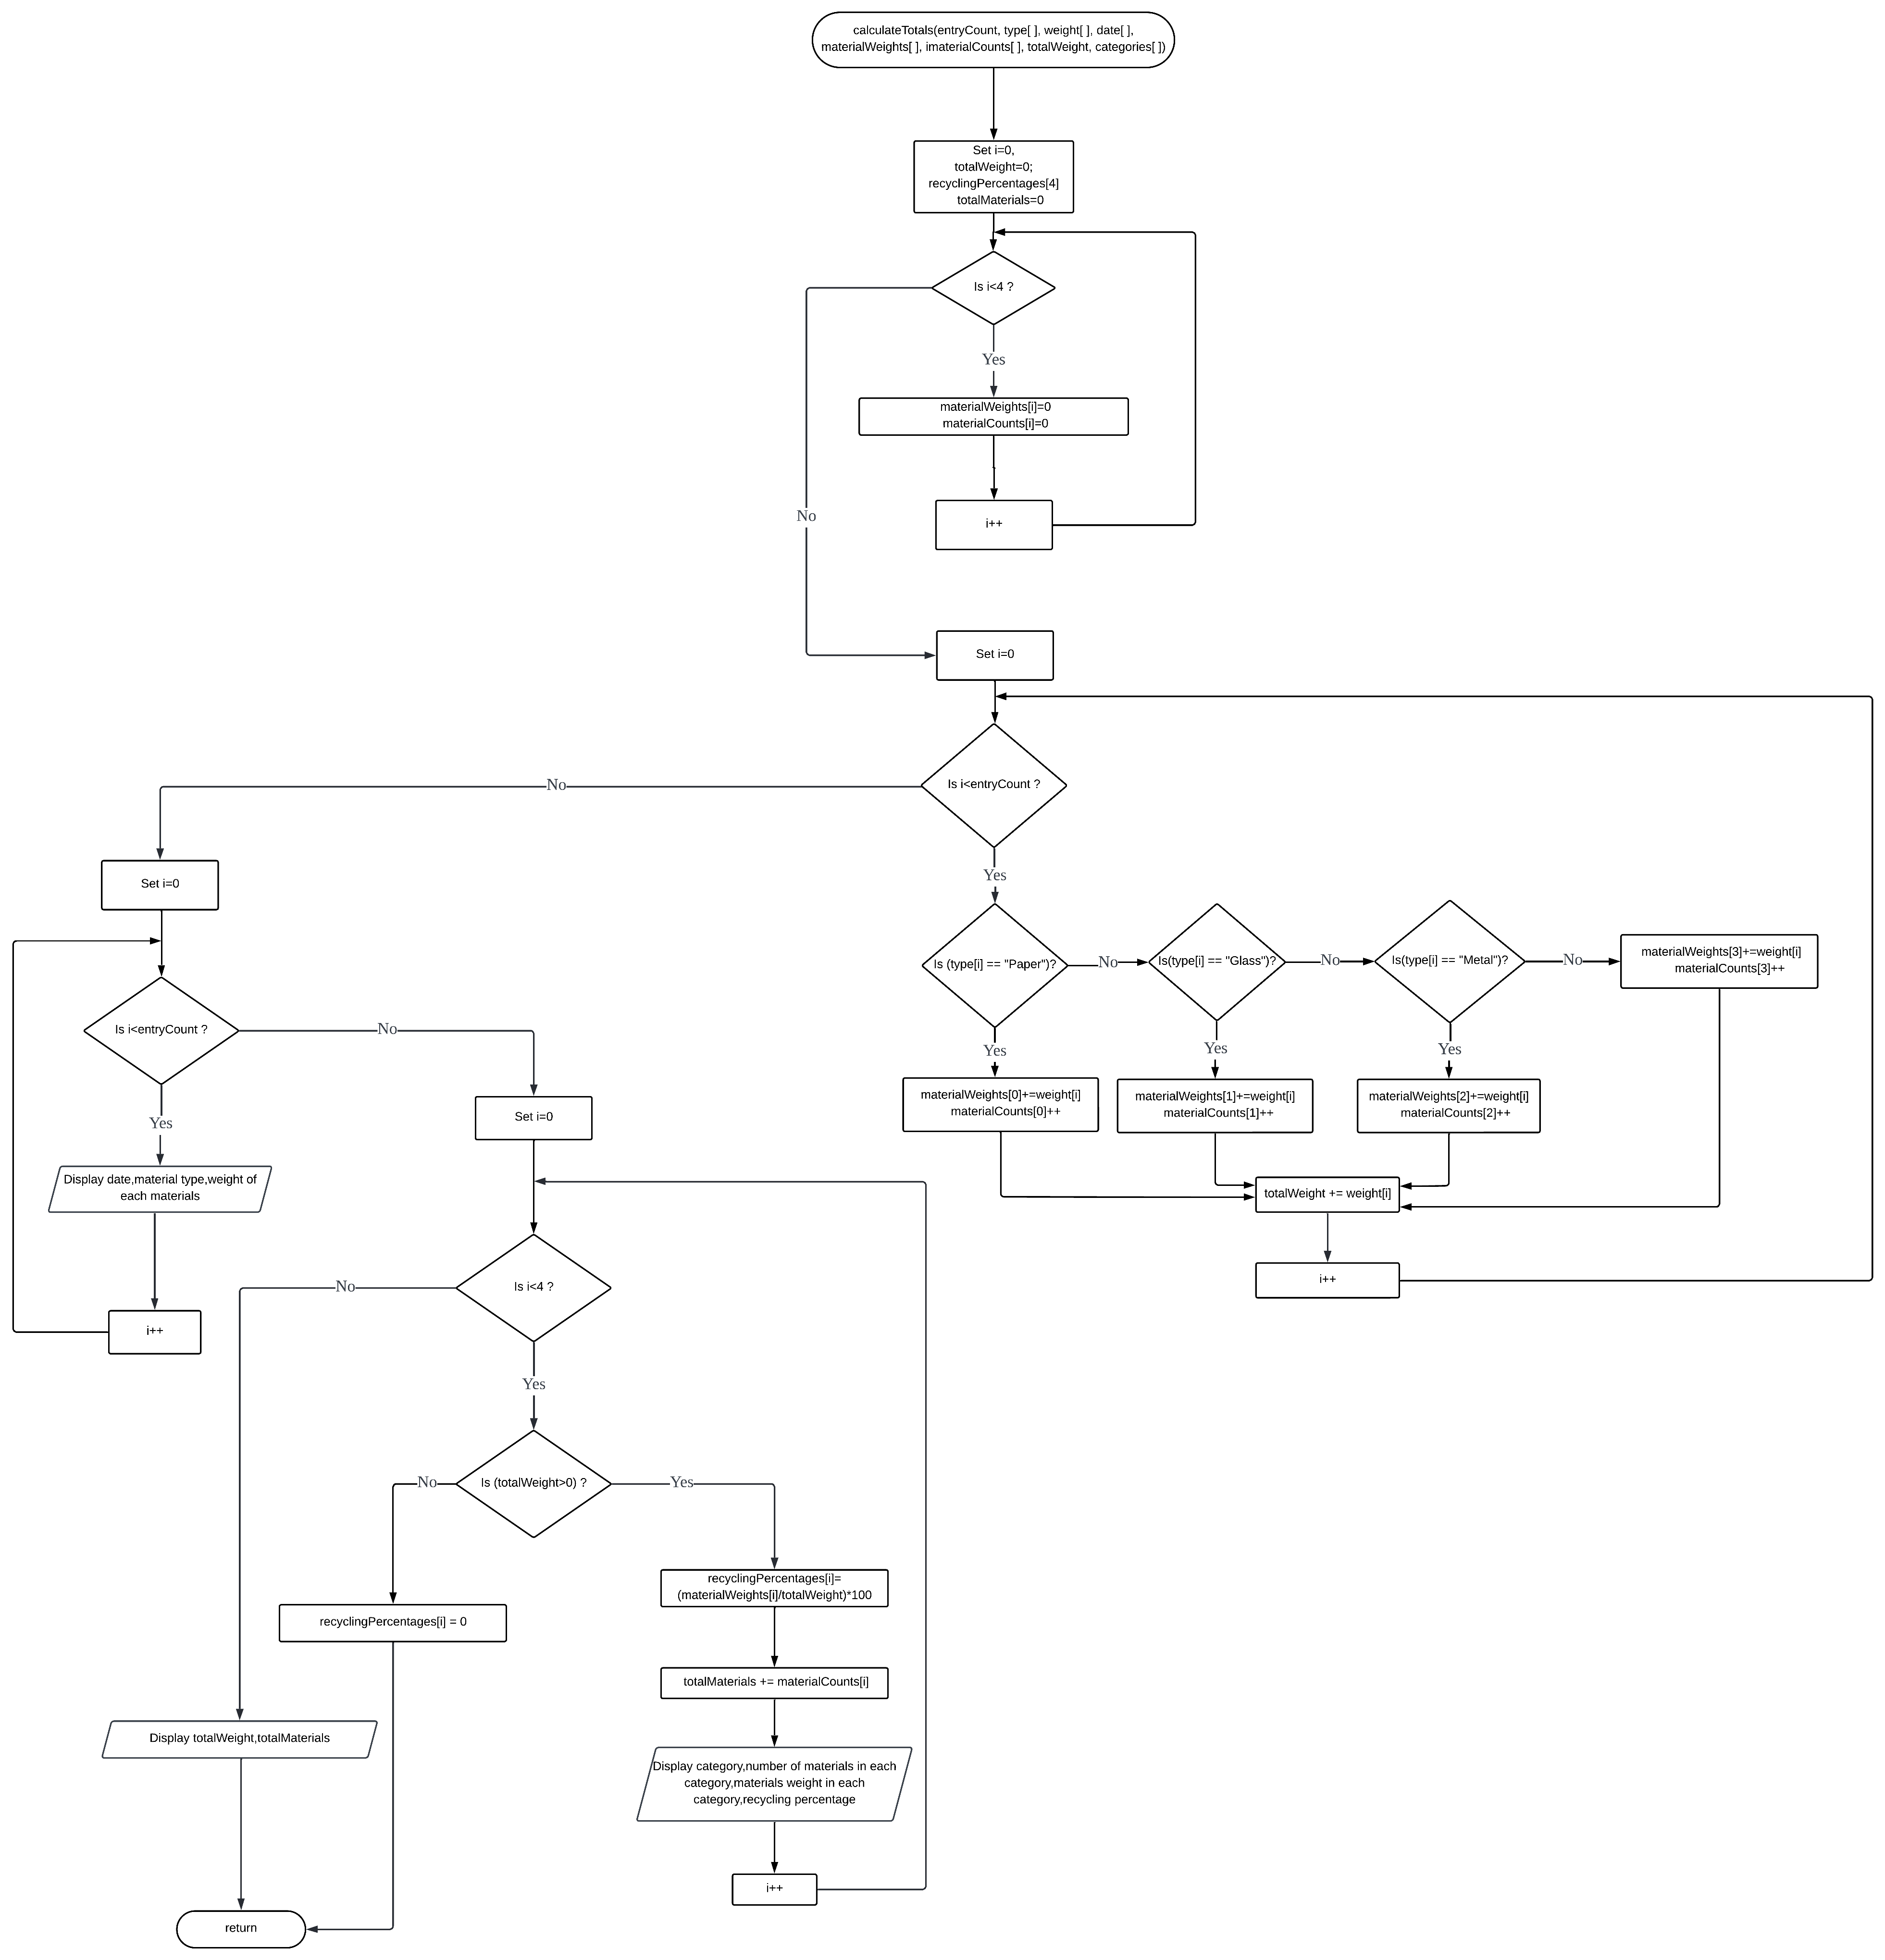 calculateTotals(entryCount, type[ ], weight[ ], date[ ],
materialWeights[ ], imaterialCounts[ ], totalWeight, categories[ ])
Set i=0,
totalWeight=0;
recyclingPercentages[4]
totalMaterials=0
Is i<4 ?
Yes
materialWeights[i]=0
materialCounts[i]=0
No
i++
Set i=0
Is i<entryCount ?
No
Yes
Set i=0
Is (type[i] == "Paper")?
No
Is(type[i] == "Glass")?
No
Is(type[i] == "Metal")?
No
materialWeights[3]+=weight[i]
materialCounts[3]++
Yes
Yes
Yes
materialWeights[0]+=weight[i]
materialCounts[0]++
materialWeights[1]+=weight[i]
materialCounts[1]++
materialWeights[2]+=weight[i]
materialCounts[2]++
totalWeight += weight[i]
i++
Is i<entryCount ?
No
Yes
Display date,material type,weight of
each materials
i++
Set i=0
Is i<4 ?
No
Yes
Is (totalWeight>0) ?
No
Yes
recyclingPercentages[i]=
(materialWeights[i]/totalWeight)*100
recyclingPercentages[i] = 0
totalMaterials += materialCounts[i]
Display totalWeight,totalMaterials
Display category,number of materials in each
category,materials weight in each
category,recycling percentage
i++
return